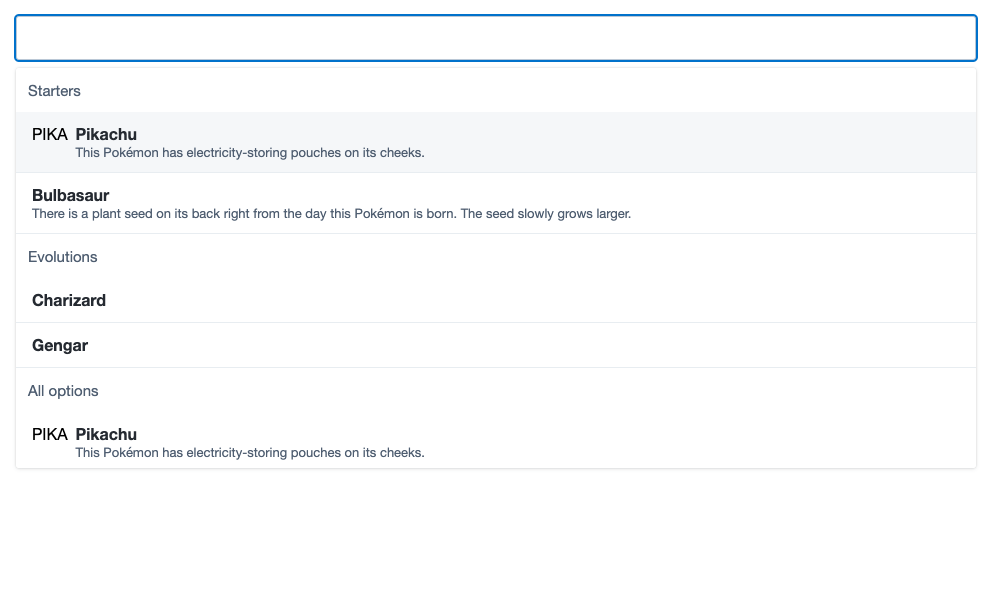 Starters
PIKA Pikachu
This Pokémon has electricity-storing pouches on its cheeks.
Bulbasaur
There is a plant seed on its back right from the day this Pokémon is born. The seed slowly grows larger.
Evolutions
Charizard
Gengar
All options
PIKA Pikachu
This Pokémon has electricity-storing pouches on its cheeks.